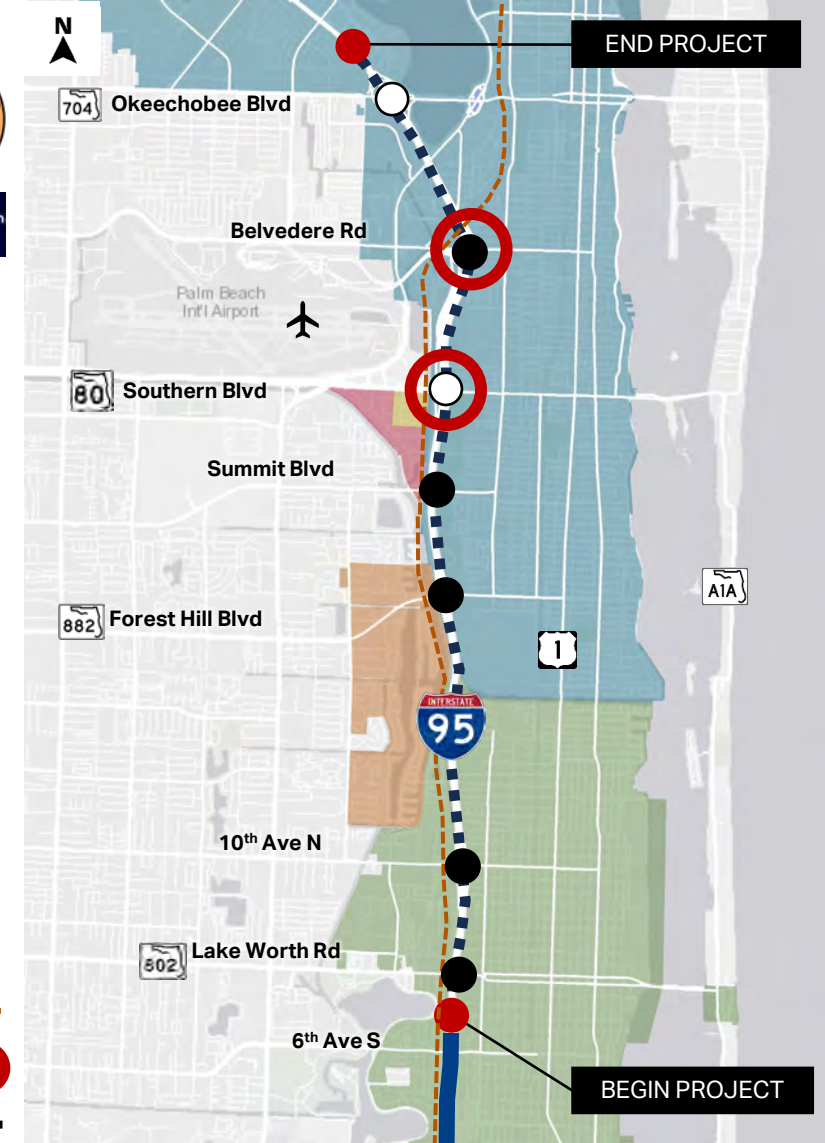 N
END PROJECT
704 Okeechobee Blvd
Belvedere Rd
Palm Beach
Int'l Airport
80 Southern Blvd
Summit Blvd
A1A
882 Forest Hill Blvd
1
INTERSTATE
95
10th Ave N
802 Lake Worth Rd
6th Ave S
BEGIN PROJECT